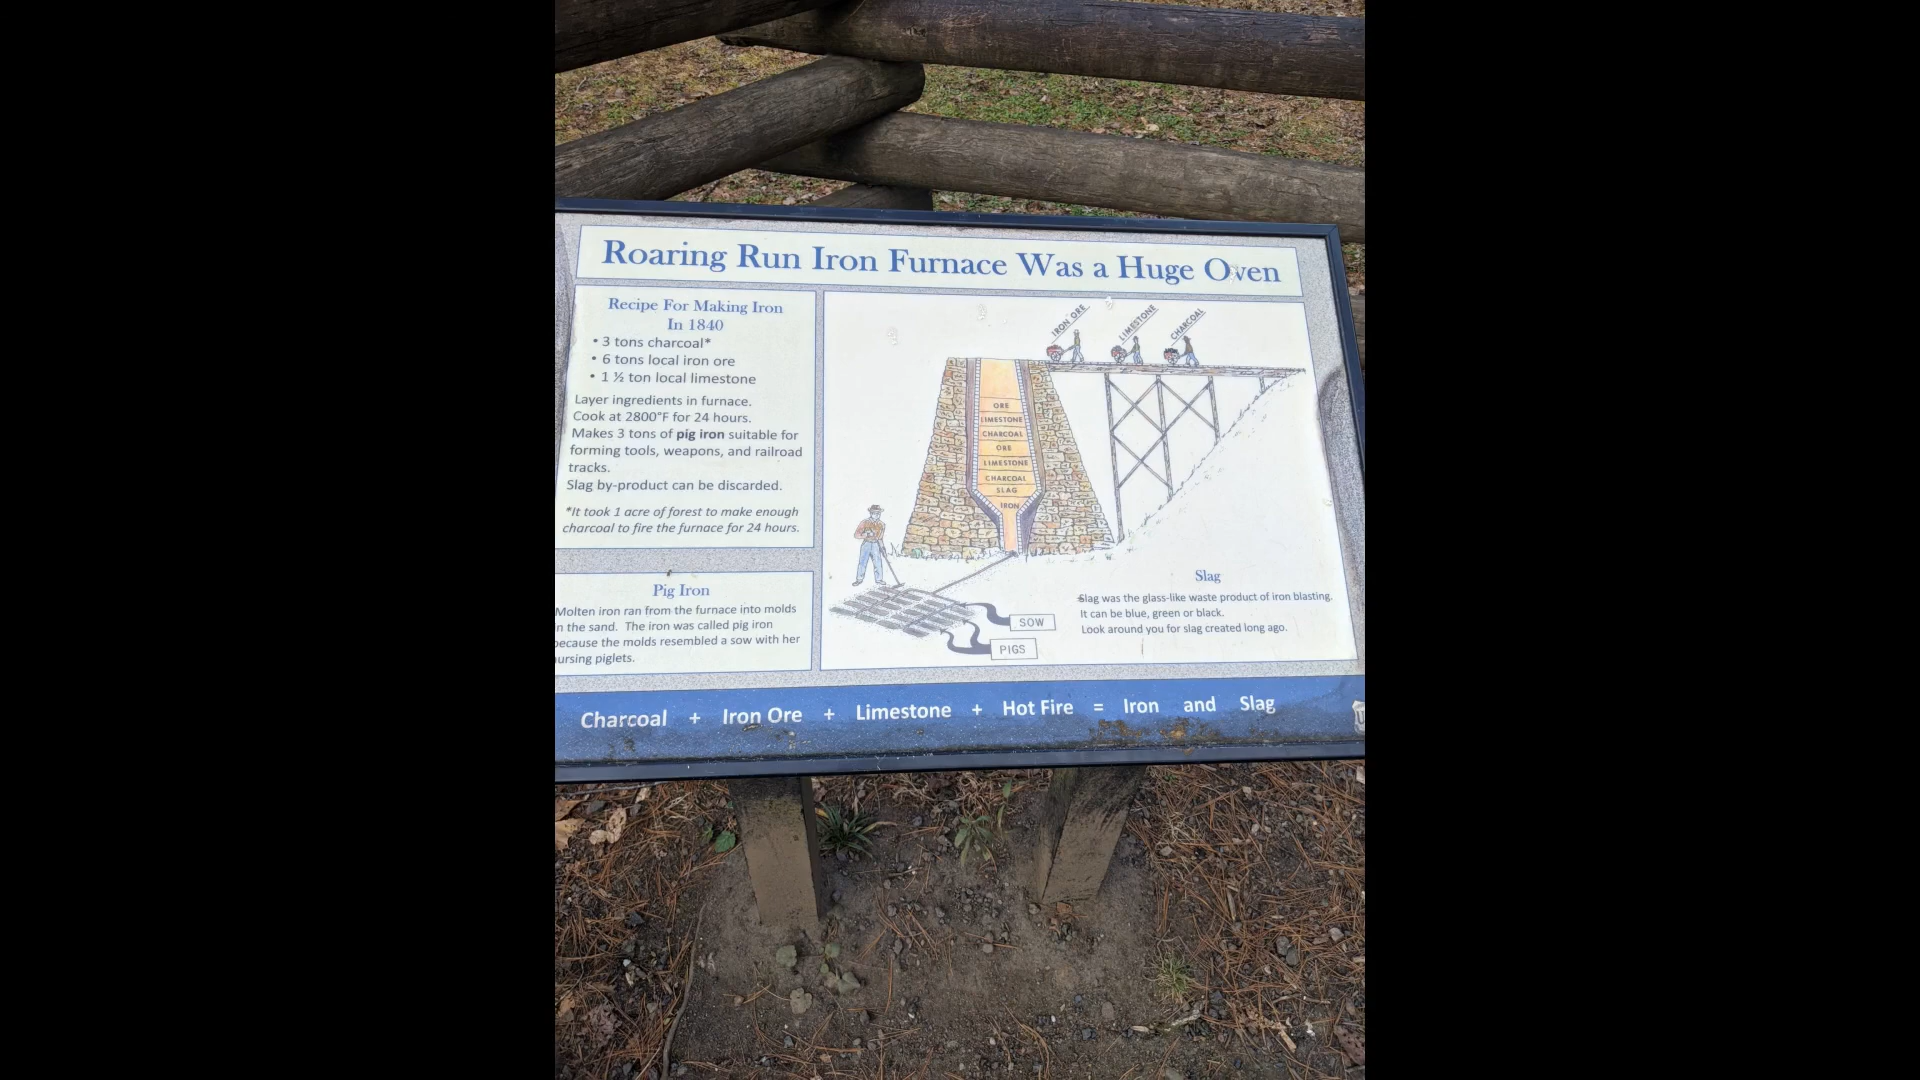 Roaring Run Iron Furnace Was a Huge Oven
Recipe For Making Iron
In 1840
• 3 tons charcoal*
• 6 tons local iron ore
• 1 ½ ton local limestone
Layer ingredients in furnace.
Cook at 2800°F for 24 hours.
Makes 3 tons of pig iron suitable for
forming tools, weapons, and railroad
tracks.
Slag by-product can be discarded.
*It took 1 acre of forest to make enough
charcoal to fire the furnace for 24 hours.
Pig Iron
Molten iron ran from the furnace into molds
n the sand. The iron was called pig iron
ecause the molds resembled a sow with her
ursing piglets.
IRON ORE
LIMESTONE
CHARCOAL
ORE
LIMESTONE
CHARCOAL
ORE
LIMESTONE
CHARCOAL
SLAG
IRON
SOW
PIGS
Slag
Slag was the glass-like waste product of iron blasting.
It can be blue, green or black.
Look around you for slag created long ago.
Charcoal + Iron Ore + Limestone + Hot Fire = Iron and Slag